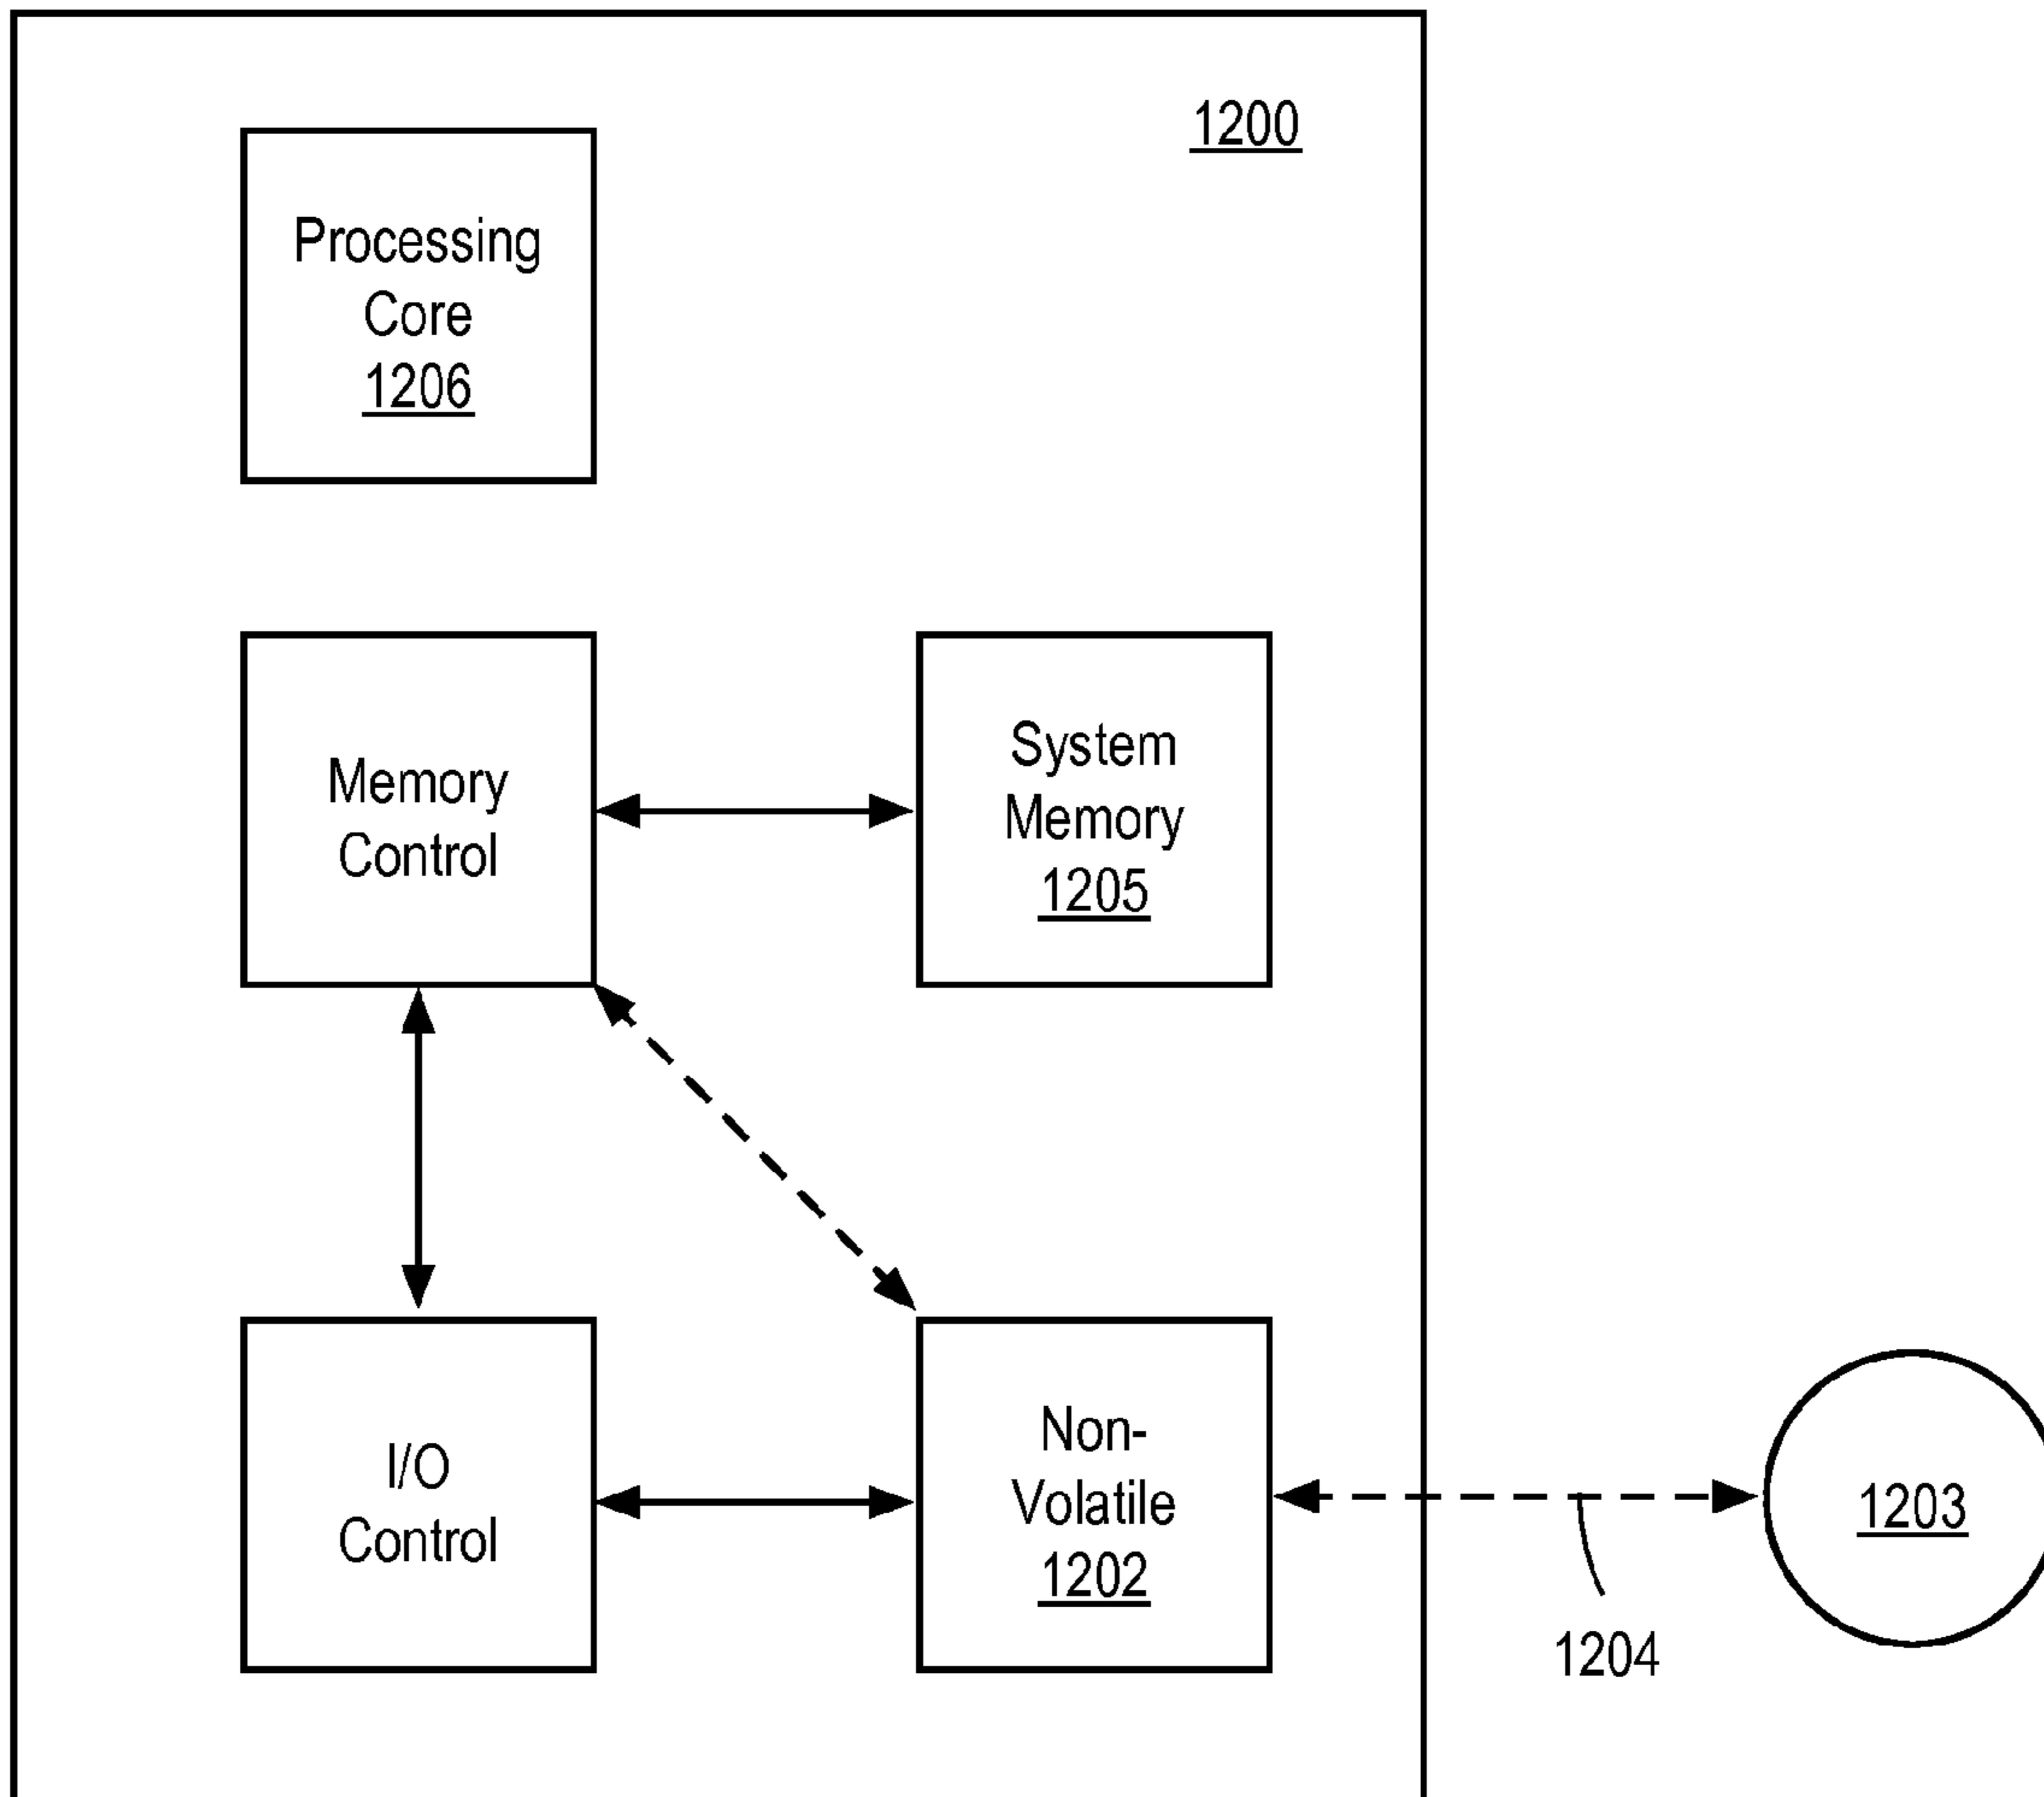 1200
Processing
Core
1206
Memory
Control
System
Memory
1205
I/O
Control
Non-
Volatile
1202
1203
1204